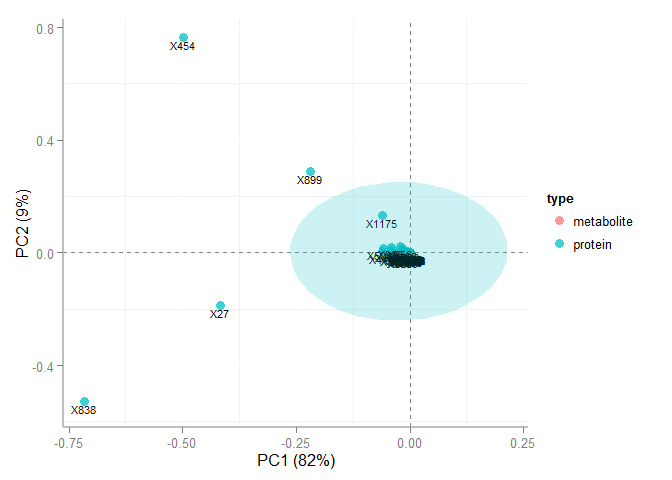 0.8
X454
0.4
X899
X1175
type
metabolite
protein
PC2 (9%)
0.0
X27
-0.4
X838
-0.75
-0.50
-0.25
0.00
0.25
PC1 (82%)